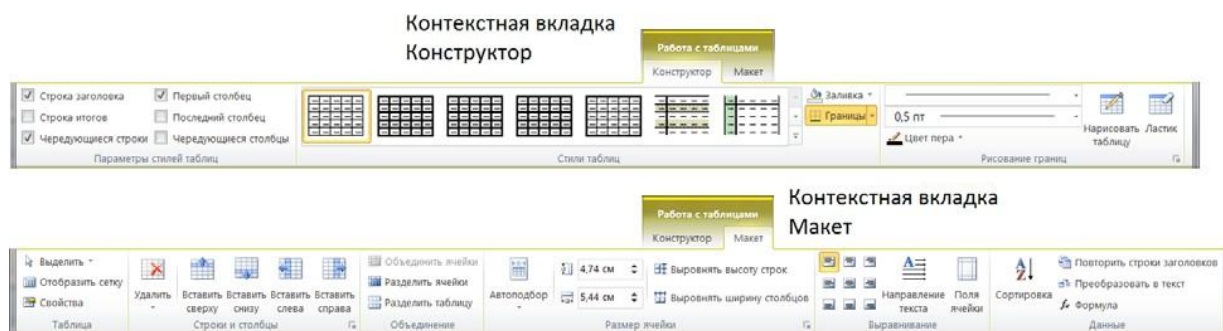 Контекстная вкладка
Конструктор
Работа с таблицами
Конструктор Макет
Строка заголовка Первый столбец
Строка итогов Последний столбец
Чередующиеся строки Чередующиеся столбцы
Параметры стилей таблиц
Стили таблиц
Заливка
Границы
0,5 пт
Цвет пера
Нарисовать таблицу
Ластик
Рисование границ
Контекстная вкладка
Макет
Работа с таблицами
Конструктор Макет
Выделить
Отобразить сетку
Свойства
Таблица
Удалить
Вставить сверху
Вставить снизу
Вставить слева
Вставить справа
Строки и столбцы
Объединить ячейки
Разделить ячейки
Разделить таблицу
Объединение
Автоподбор
4,74 см
5,44 см
Выровнять высоту строк
Выровнять ширину столбцов
Размер ячейки
Направление текста
Поля ячейки
Выравнивание
Сортировка
Повторить строки заголовков
Преобразовать в текст
Формула
Данные